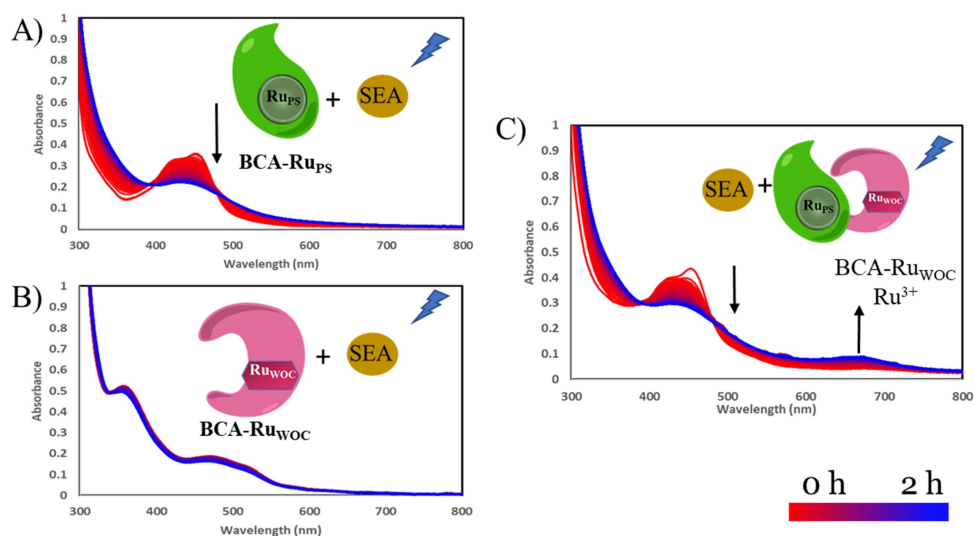 A)
1
0.9
0.8
0.7
0.6
0.5
0.4
0.3
0.2
0.1
0
Absorbance
300 400 500 600 700 800
Wavelength (nm)
RuPS + SEA
BCA-RuPS
B)
1
0.9
0.8
0.7
0.6
0.5
0.4
0.3
0.2
0.1
0
Absorbance
300 400 500 600 700 800
Wavelength (nm)
RuWOC + SEA
BCA-RuWOC
C)
1
0.9
0.8
0.7
0.6
0.5
0.4
0.3
0.2
0.1
0
Absorbance
300 400 500 600 700 800
Wavelength (nm)
SEA + RuPS RuWOC
BCA-RuWOC
Ru3+
0 h 2 h